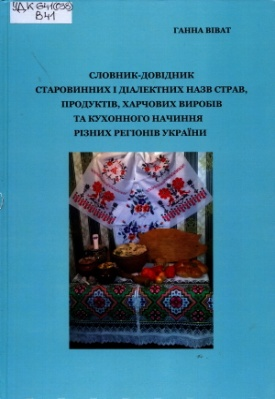 УДК 641(038)
В41
ГАННА ВІВАТ
СЛОВНИК-ДОВІДНИК
СТАРОВИННИХ І ДІАЛЕКТНИХ НАЗВ СТРАВ,
ПРОДУКТІВ, ХАРЧОВИХ ВИРОБІВ
ТА КУХОННОГО НАЧИННЯ
РІЗНИХ РЕГІОНІВ УКРАЇНИ